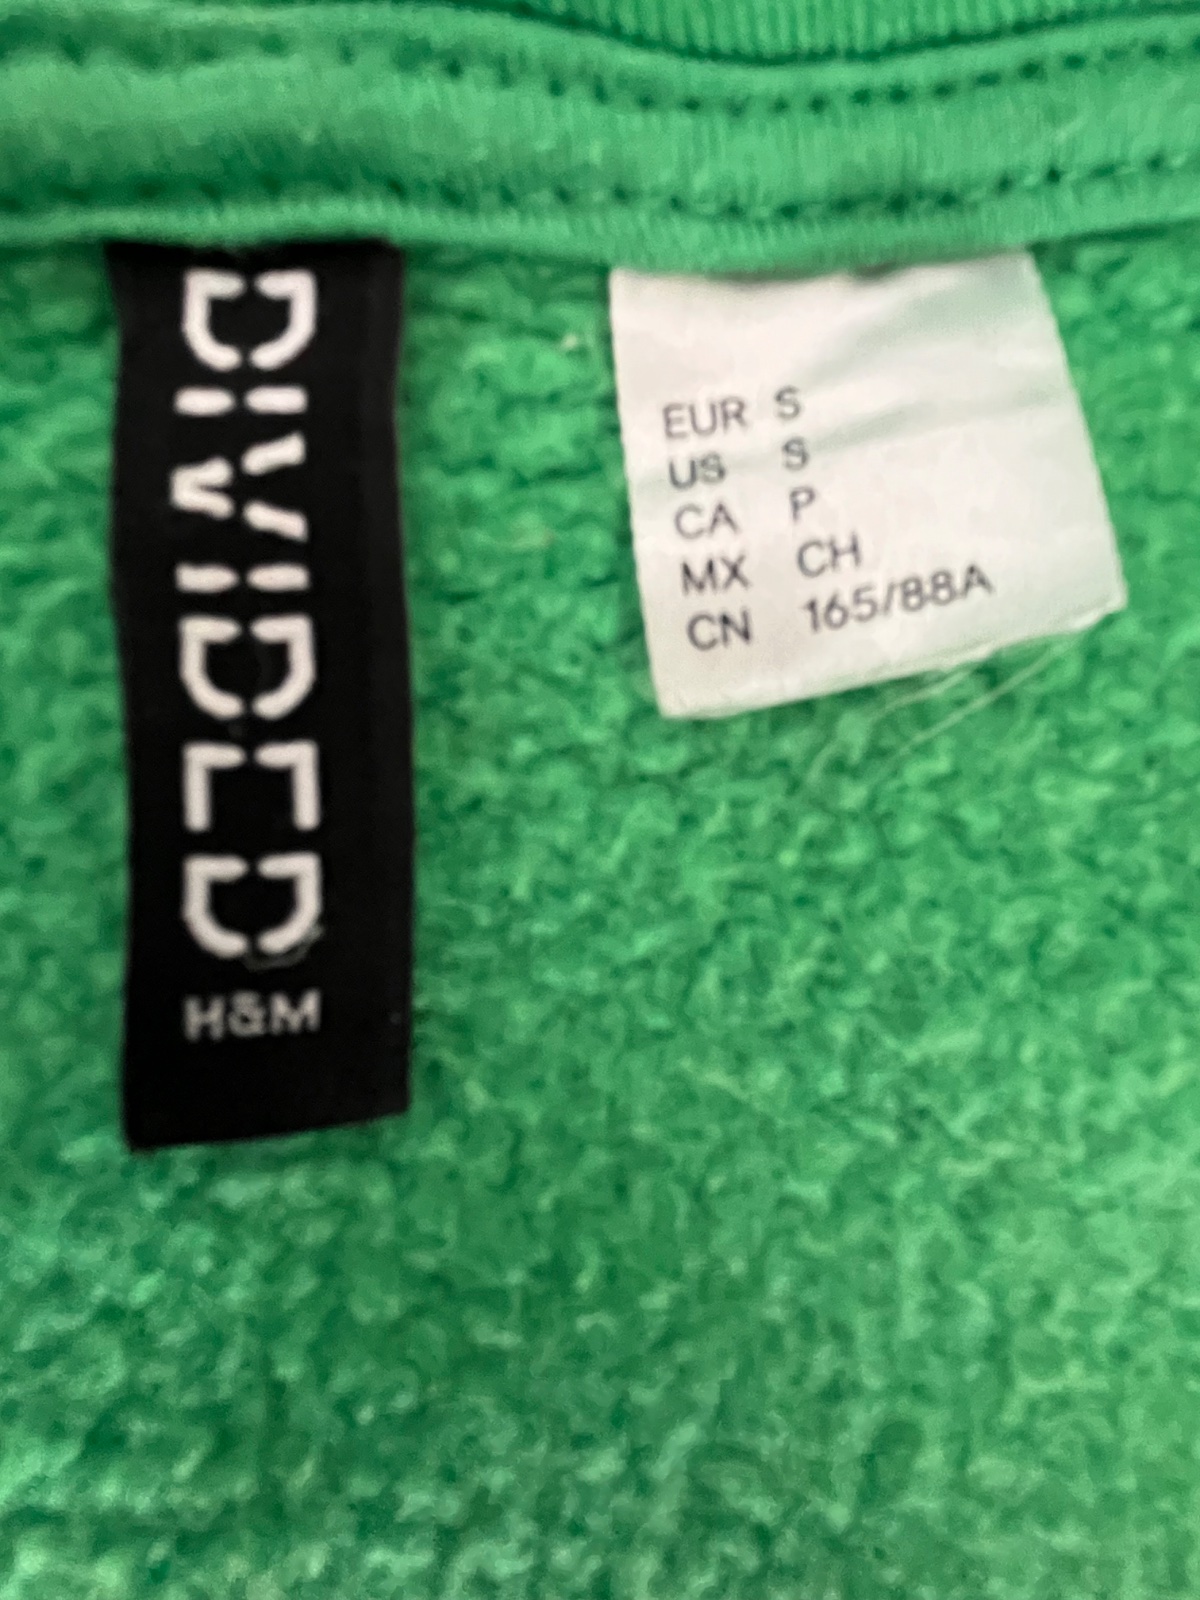 DIVIDED
H&M
EUR S
US S
CA P
MX CH
CN 165/88A